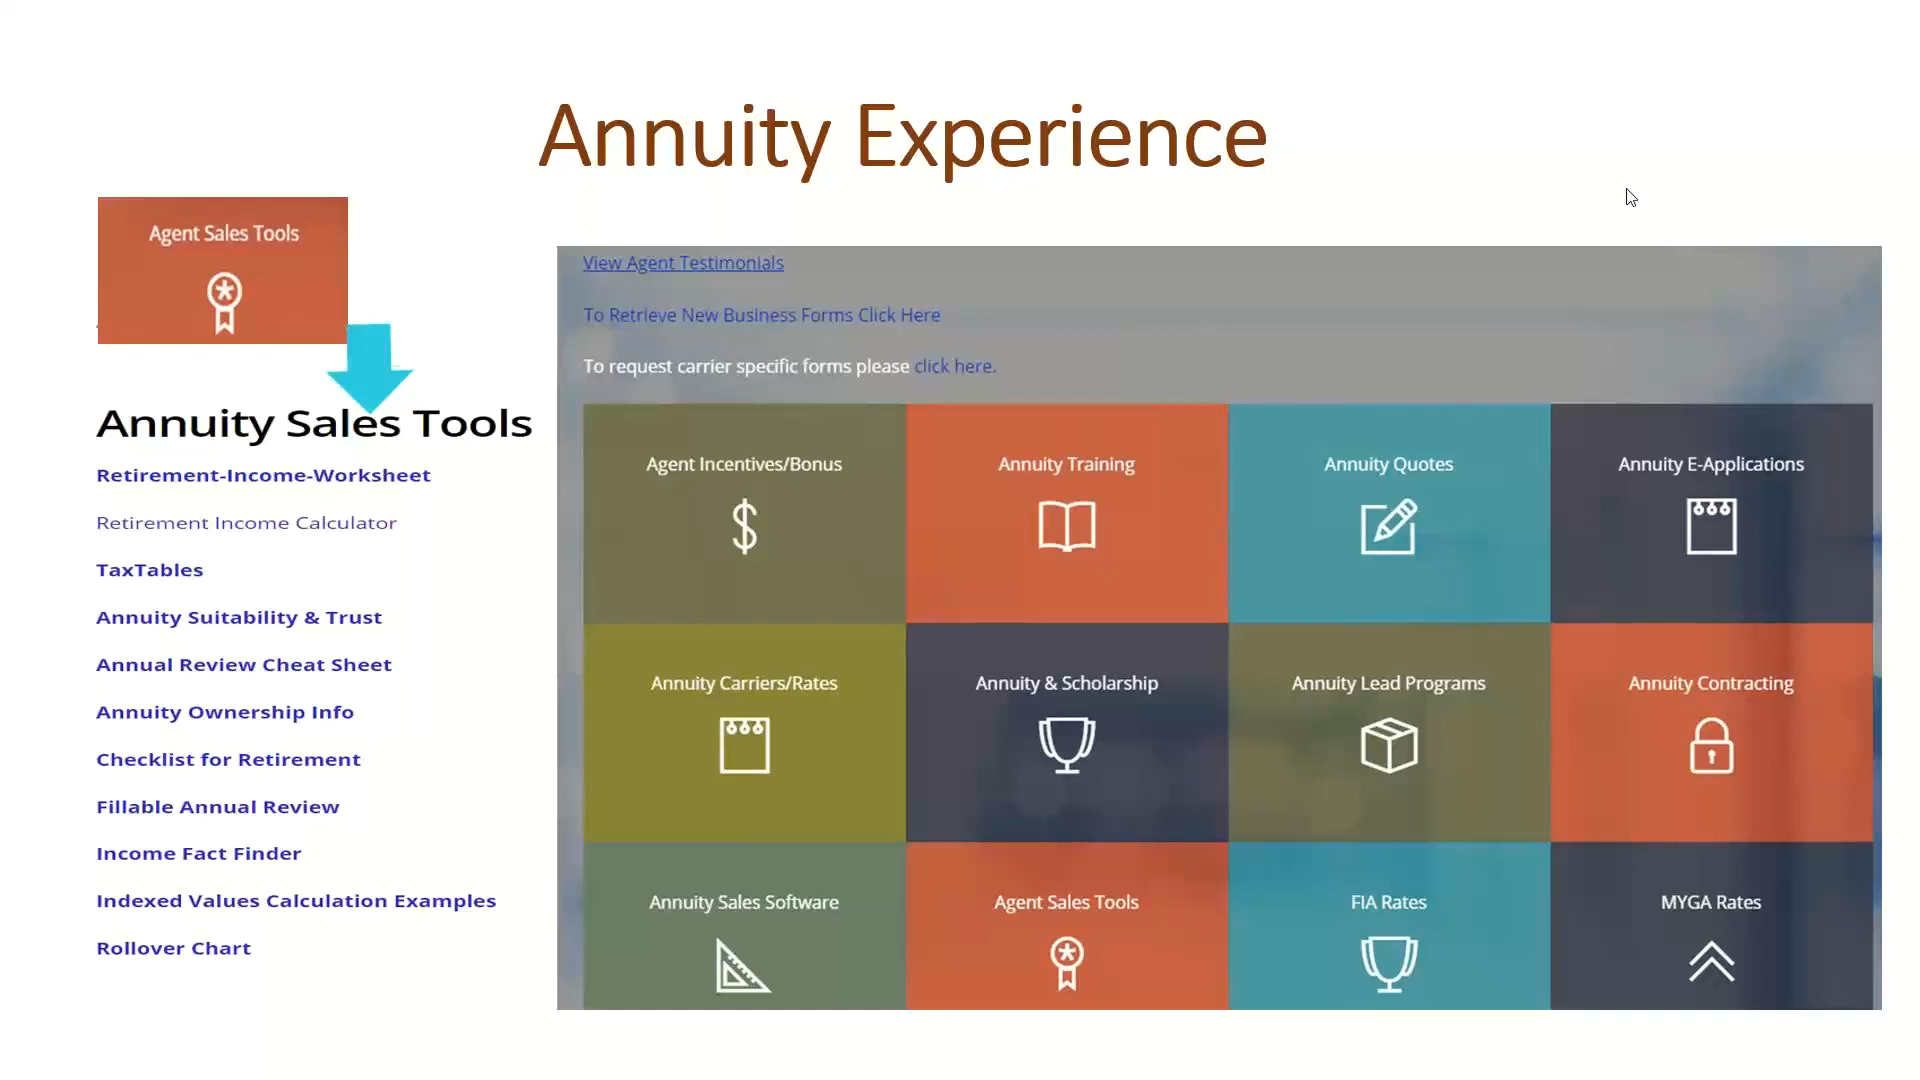 Annuity Experience
Agent Sales Tools
Annuity Sales Tools
Retirement-Income-Worksheet
Retirement Income Calculator
TaxTables
Annuity Suitability & Trust
Annual Review Cheat Sheet
Annuity Ownership Info
Checklist for Retirement
Fillable Annual Review
Income Fact Finder
Indexed Values Calculation Examples
Rollover Chart
View Agent Testimonials
To Retrieve New Business Forms Click Here
To request carrier specific forms please click here.
Agent Incentives/Bonus
Annuity Training
Annuity Quotes
Annuity E-Applications
Annuity Carriers/Rates
Annuity & Scholarship
Annuity Lead Programs
Annuity Contracting
Annuity Sales Software
Agent Sales Tools
FIA Rates
MYGA Rates